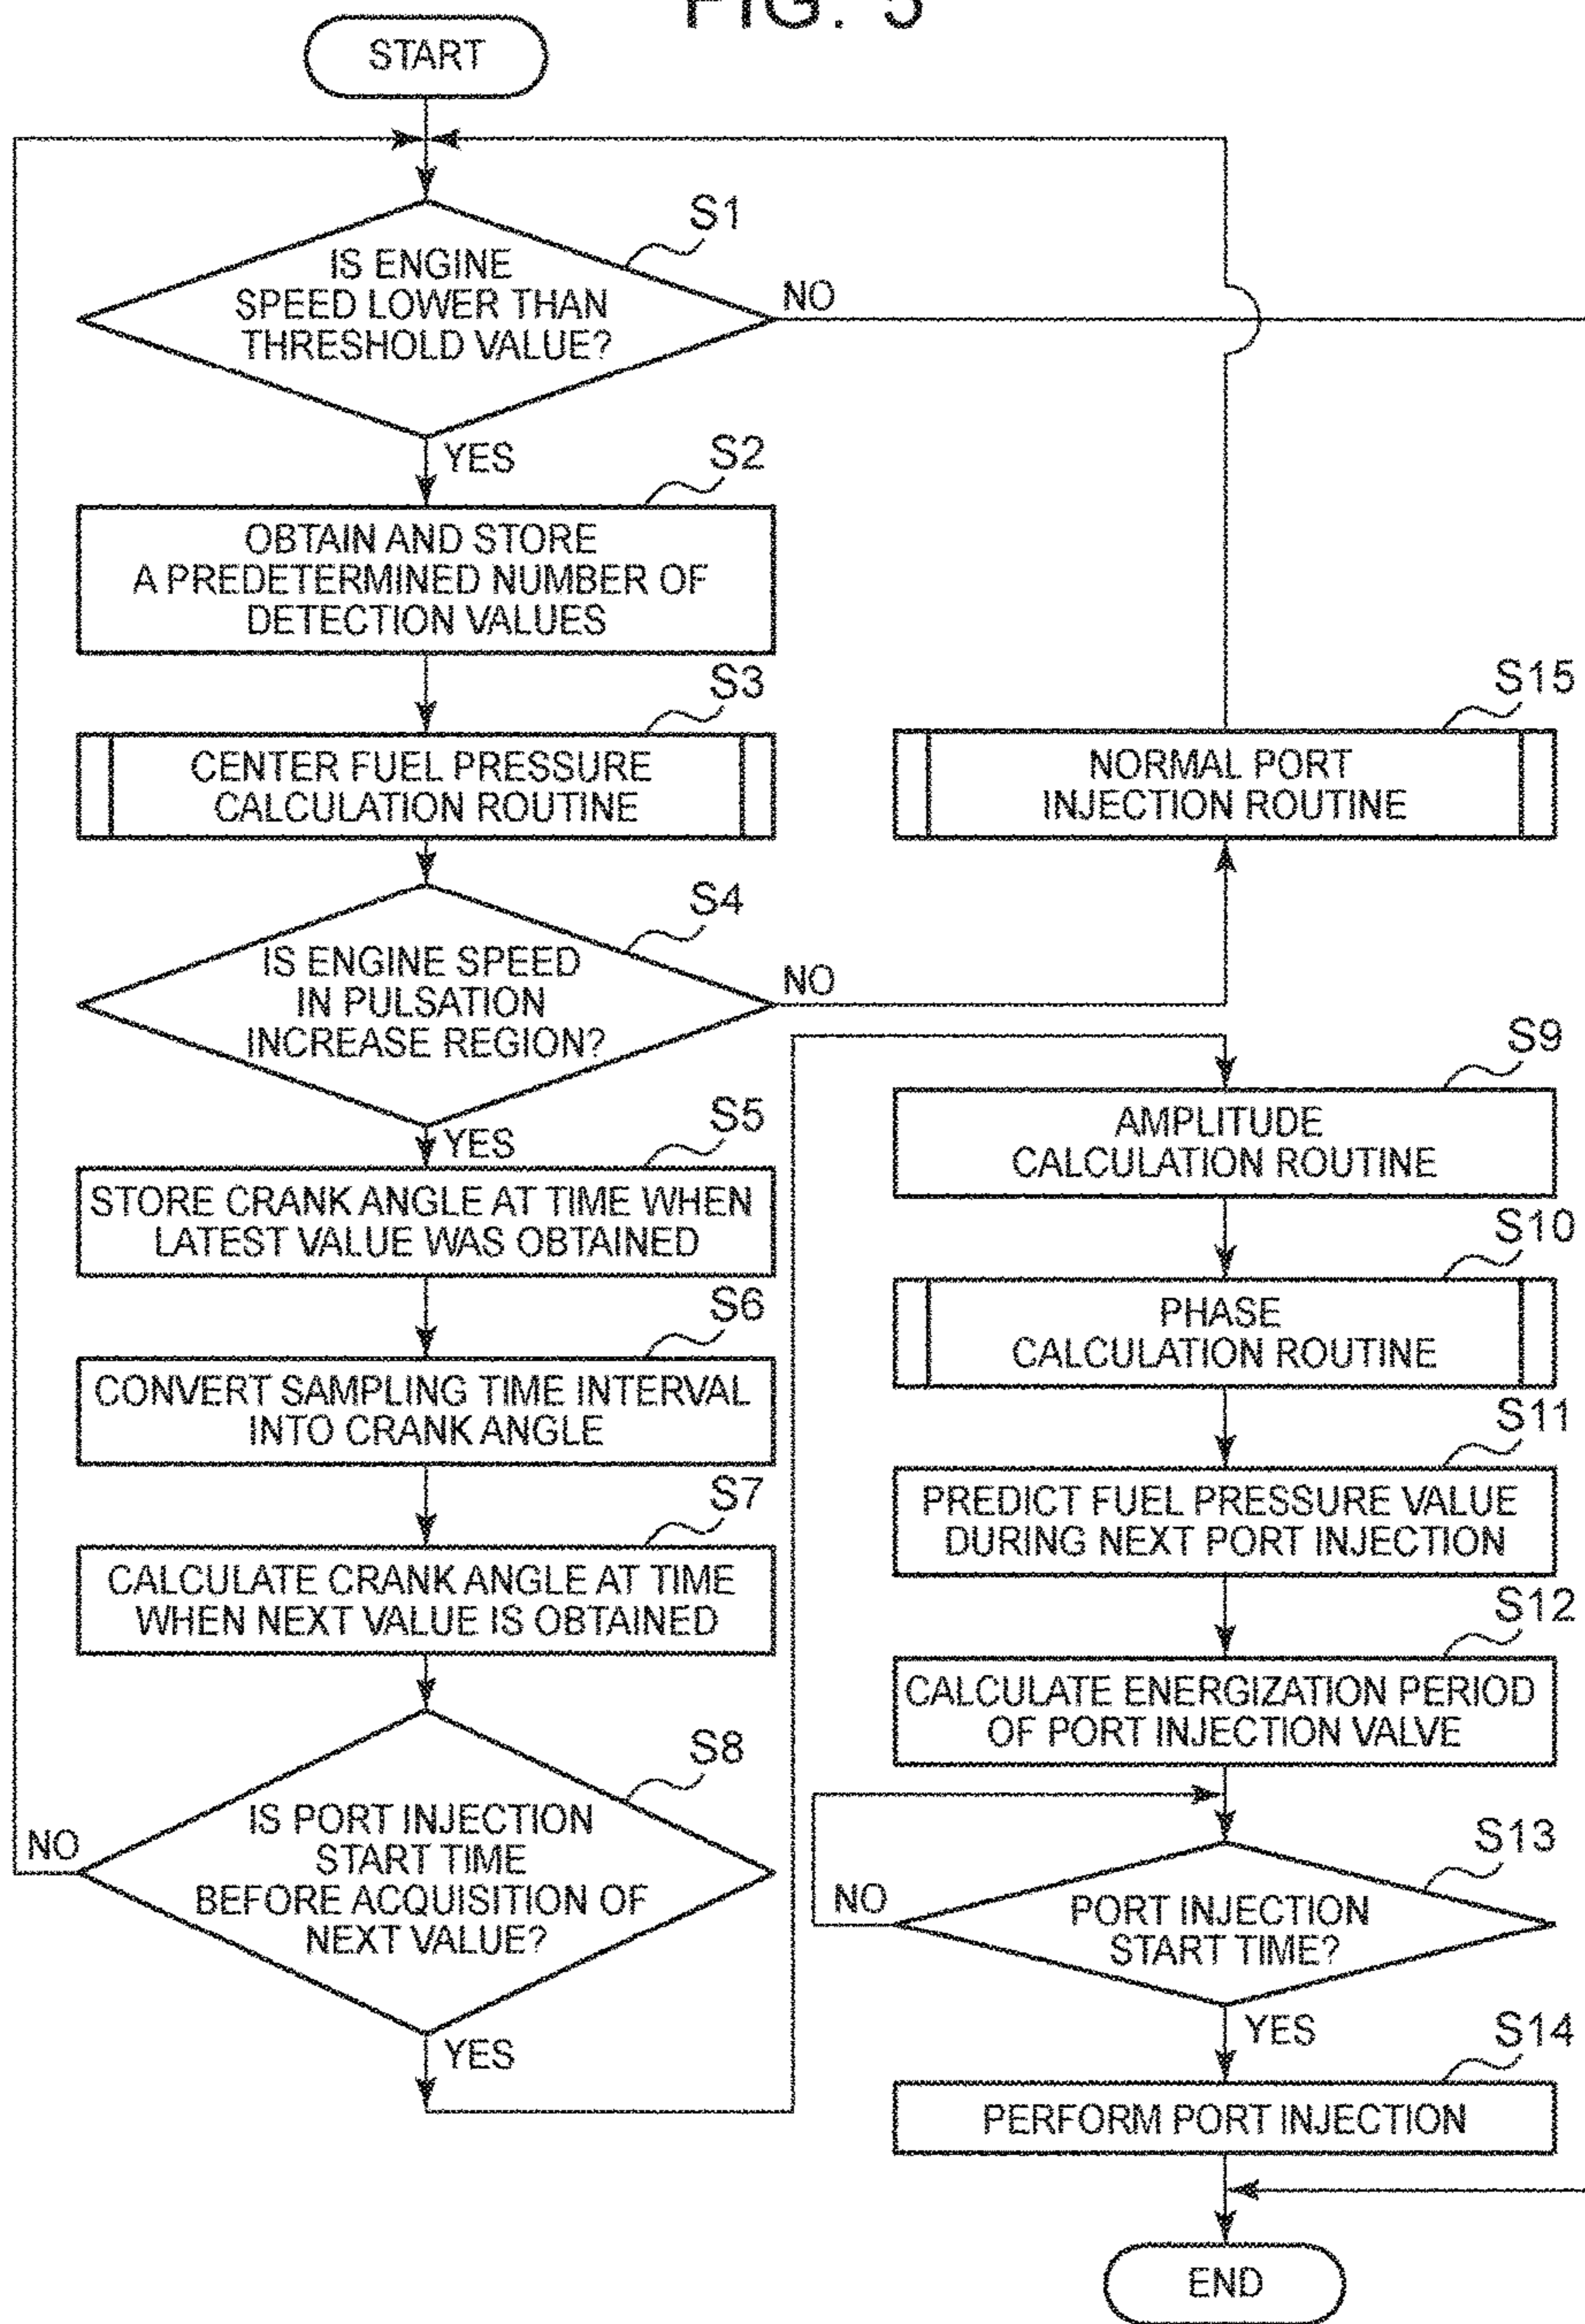 FIG. 5
START
S1
IS ENGINE
SPEED LOWER THAN
THRESHOLD VALUE?
NO
YES
S2
OBTAIN AND STORE
A PREDETERMINED NUMBER OF
DETECTION VALUES
S3
CENTER FUEL PRESSURE
CALCULATION ROUTINE
S4
IS ENGINE SPEED
IN PULSATION
INCREASE REGION?
NO
YES
S5
STORE CRANK ANGLE AT TIME WHEN
LATEST VALUE WAS OBTAINED
S6
CONVERT SAMPLING TIME INTERVAL
INTO CRANK ANGLE
S7
CALCULATE CRANK ANGLE AT TIME
WHEN NEXT VALUE IS OBTAINED
S8
IS PORT INJECTION
START TIME
BEFORE ACQUISITION OF
NEXT VALUE?
NO
YES
S15
NORMAL PORT
INJECTION ROUTINE
S9
AMPLITUDE
CALCULATION ROUTINE
S10
PHASE
CALCULATION ROUTINE
S11
PREDICT FUEL PRESSURE VALUE
DURING NEXT PORT INJECTION
S12
CALCULATE ENERGIZATION PERIOD
OF PORT INJECTION VALVE
S13
PORT INJECTION
START TIME?
NO
YES
S14
PERFORM PORT INJECTION
END